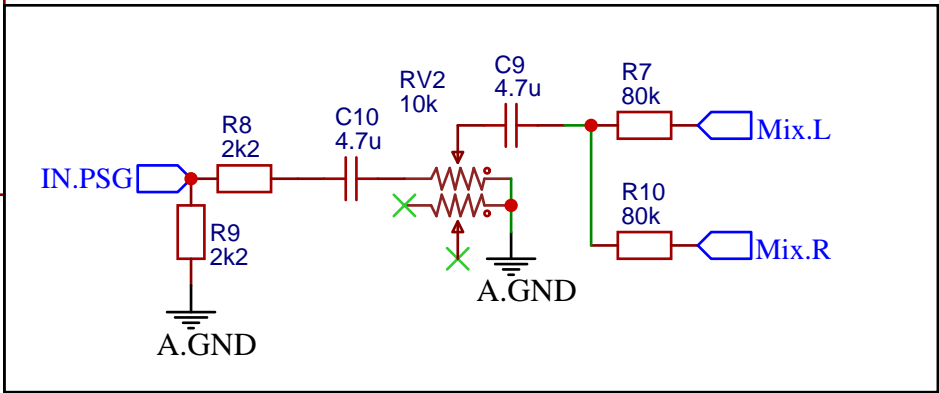 C9
4.7u
R7
80k
RV2
10k
C10
4.7u
R8
2k2
Mix.L
IN.PSG
R10
80k
R9
2k2
Mix.R
A.GND
A.GND